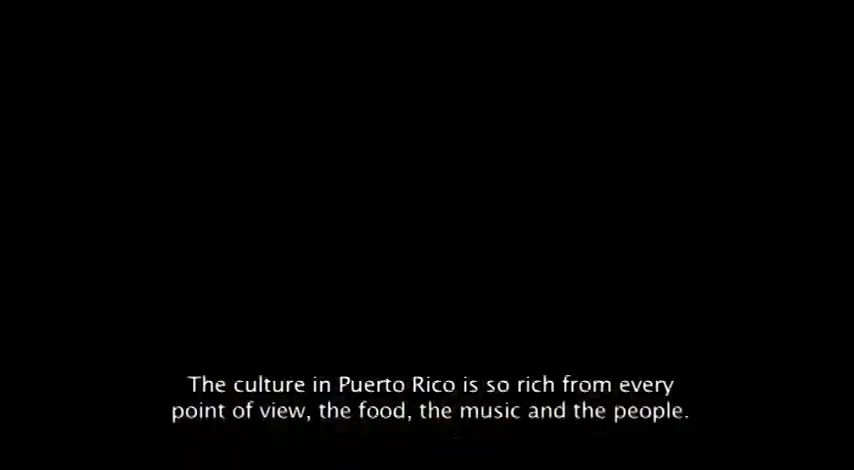 The culture in Puerto Rico is so rich from every
point of view, the food, the music and the people.